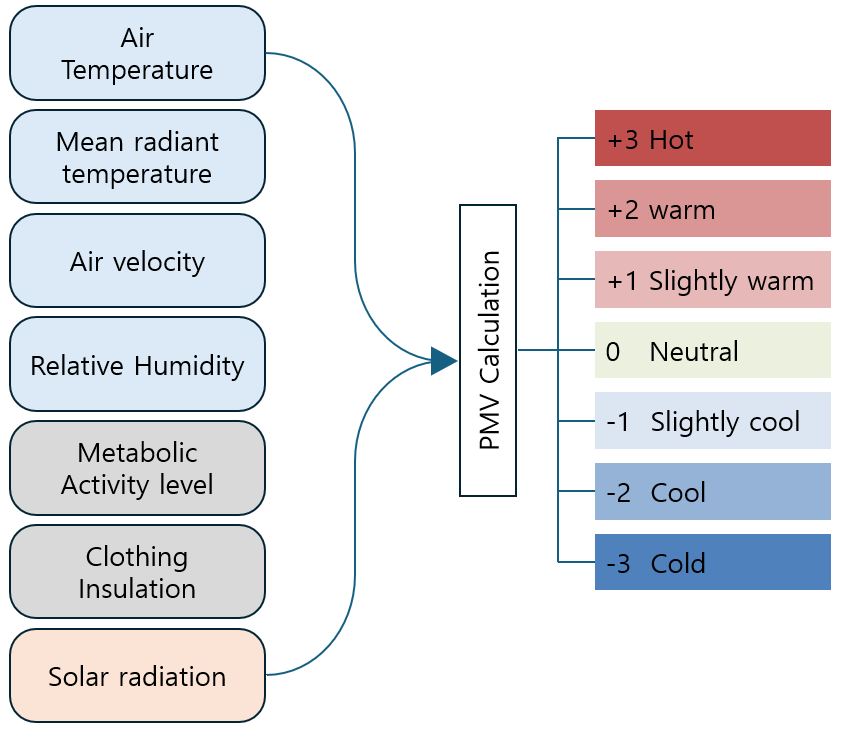 Air
Temperature
Mean radiant
temperature
Air velocity
Relative Humidity
Metabolic
Activity level
Clothing
Insulation
Solar radiation
PMV Calculation
+3 Hot
+2 warm
+1 Slightly warm
0 Neutral
-1 Slightly cool
-2 Cool
-3 Cold